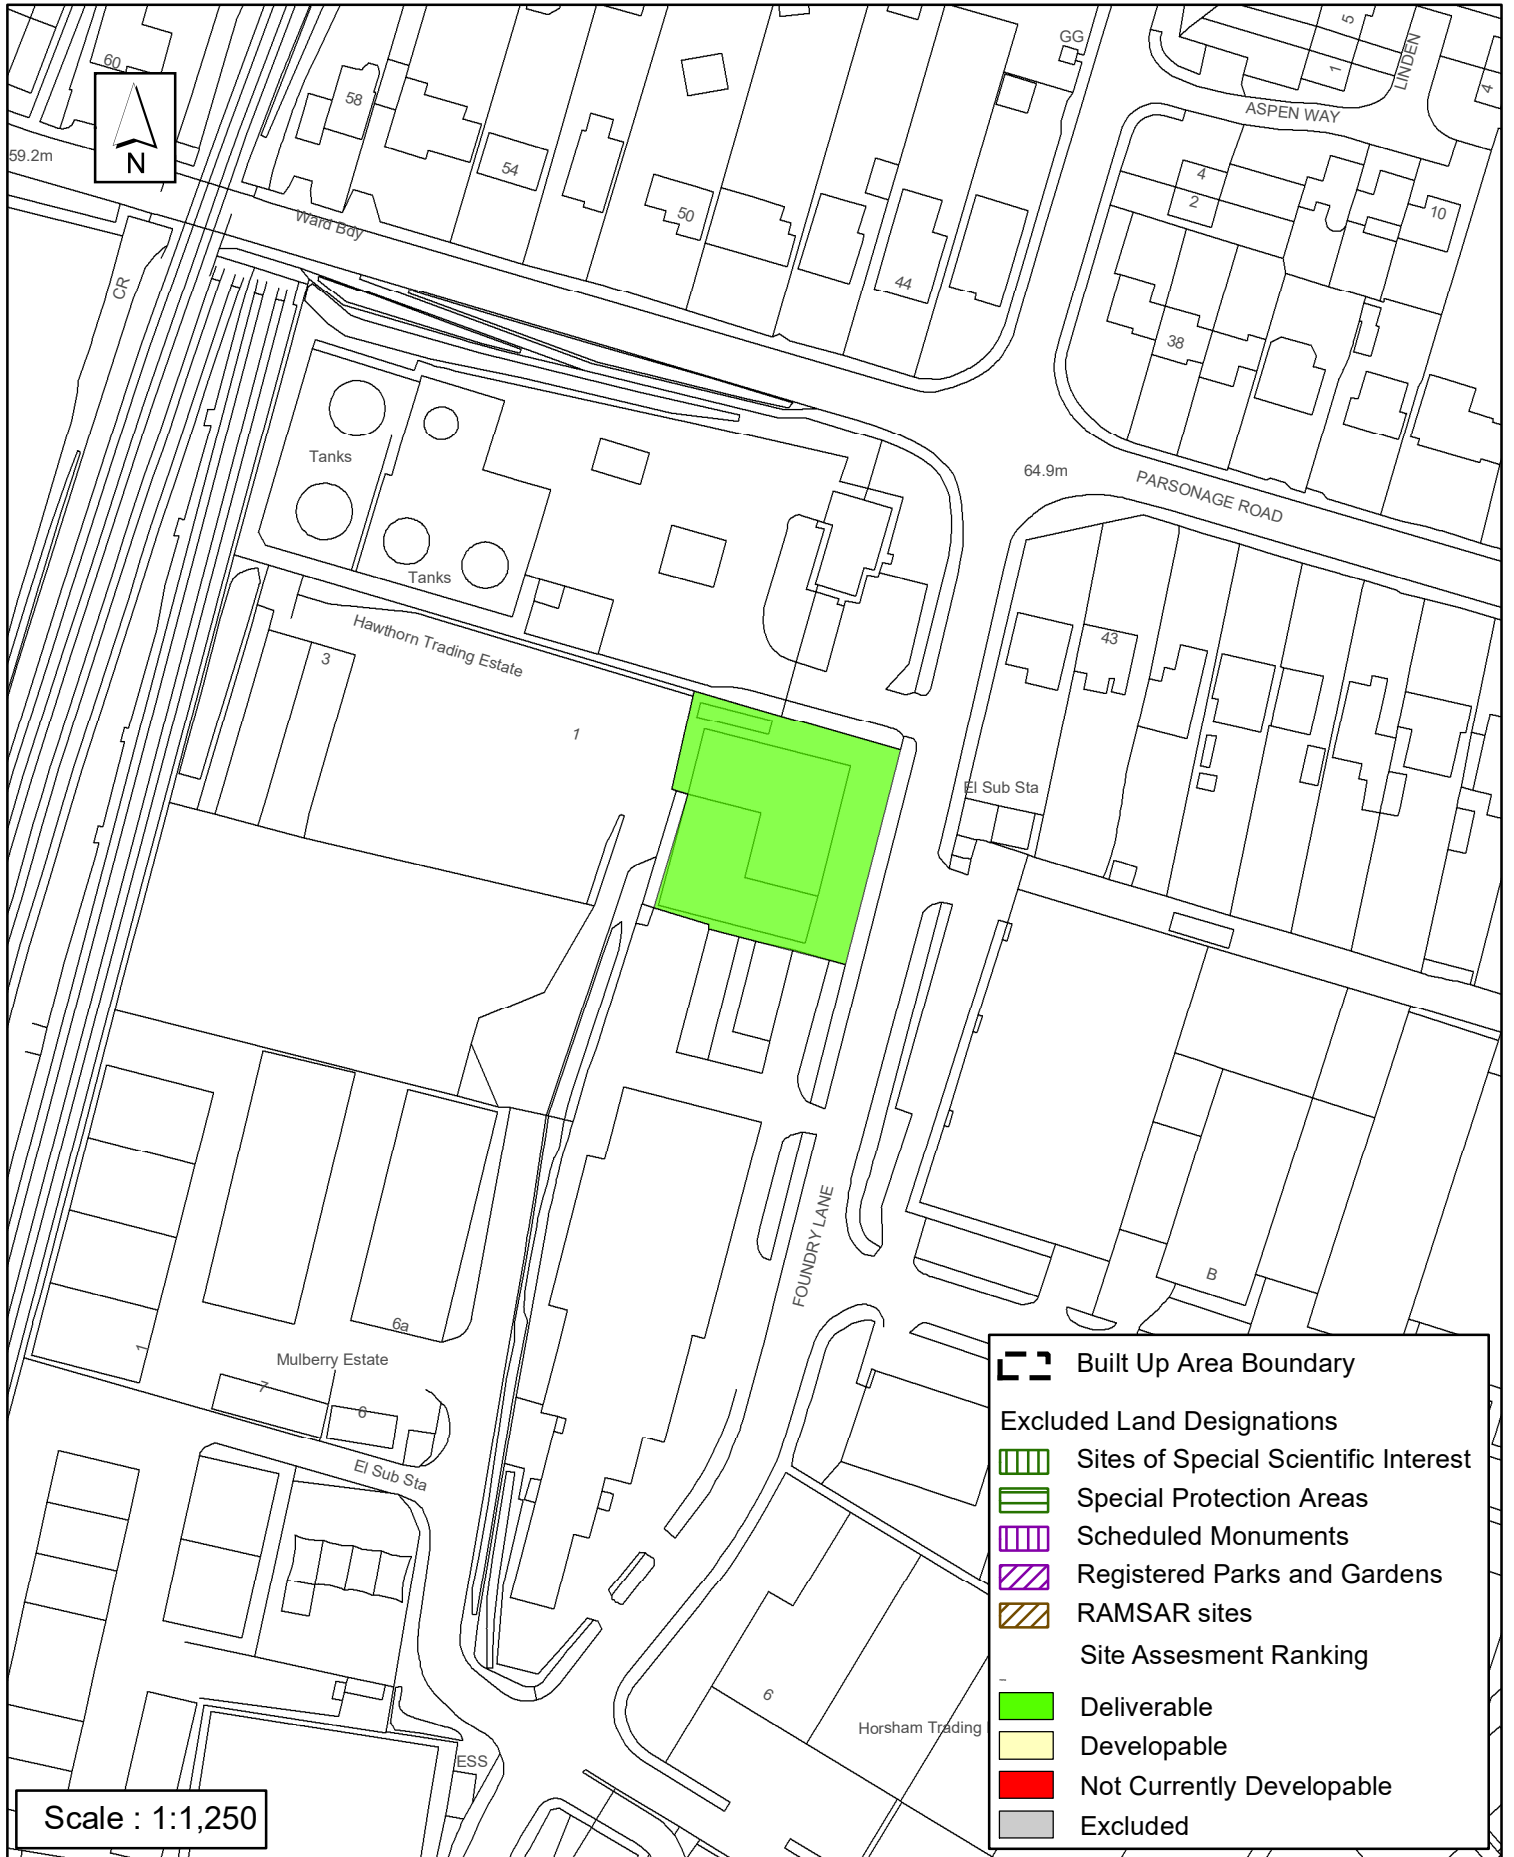 GG
5
LINDEN
60
1
4
58
ASPEN WAY
N
59.2m
54
4
50
2
10
Ward Bdy
CR
44
38
Tanks
64.9m
PARSONAGE ROAD
Tanks
Hawthorn Trading Estate
43
3
1
El Sub Sta
FOUNDRY LANE
B
6a
1
Mulberry Estate
7
6
El Sub Sta
6
Horsham Trading
ESS
Scale : 1:1,250
Built Up Area Boundary
Excluded Land Designations
Sites of Special Scientific Interest
Special Protection Areas
Scheduled Monuments
Registered Parks and Gardens
RAMSAR sites
Site Assesment Ranking
Deliverable
Developable
Not Currently Developable
Excluded